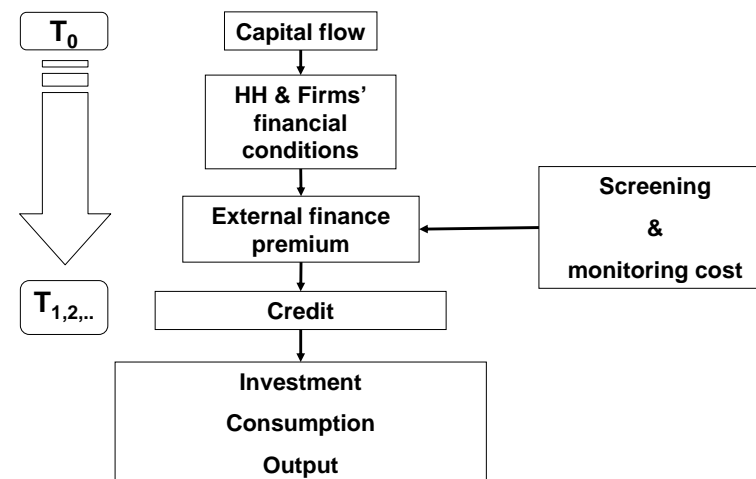 T0
Capital flow
HH & Firms’
financial
conditions
Screening
&
monitoring cost
External finance
premium
T1,2,..
Credit
Investment
Consumption
Output